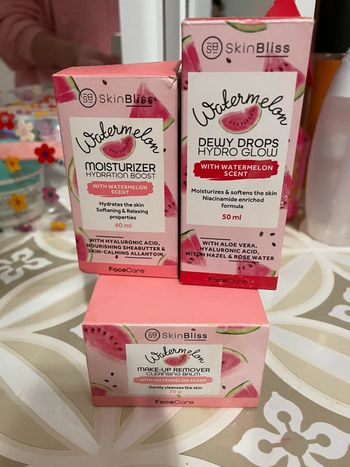 SkinBliss
Watermelon
MOISTURIZER
HYDRATION BOOST
WITH WATERMELON
SCENT
Hydrates the skin
Softening & Relaxing
properties
40 ml
WITH HYALURONIC ACID,
NOURISHING SHEABUTTER &
SKIN-CALMING ALLANTOIN
FaceCare
SkinBliss
Watermelon
DEWY DROPS
HYDRO GLOW
WITH WATERMELON
SCENT
Moisturizes & softens the skin
Niacinamide enriched
formula
50 ml
WITH ALOE VERA,
HYALURONIC ACID,
WITCH HAZEL & ROSE WATER
FaceCare
SkinBliss
Watermelon
MAKE-UP REMOVER
CLEANSING BALM
WITH WATERMELON SCENT
Gently cleanses the skin
70 g
FaceCare